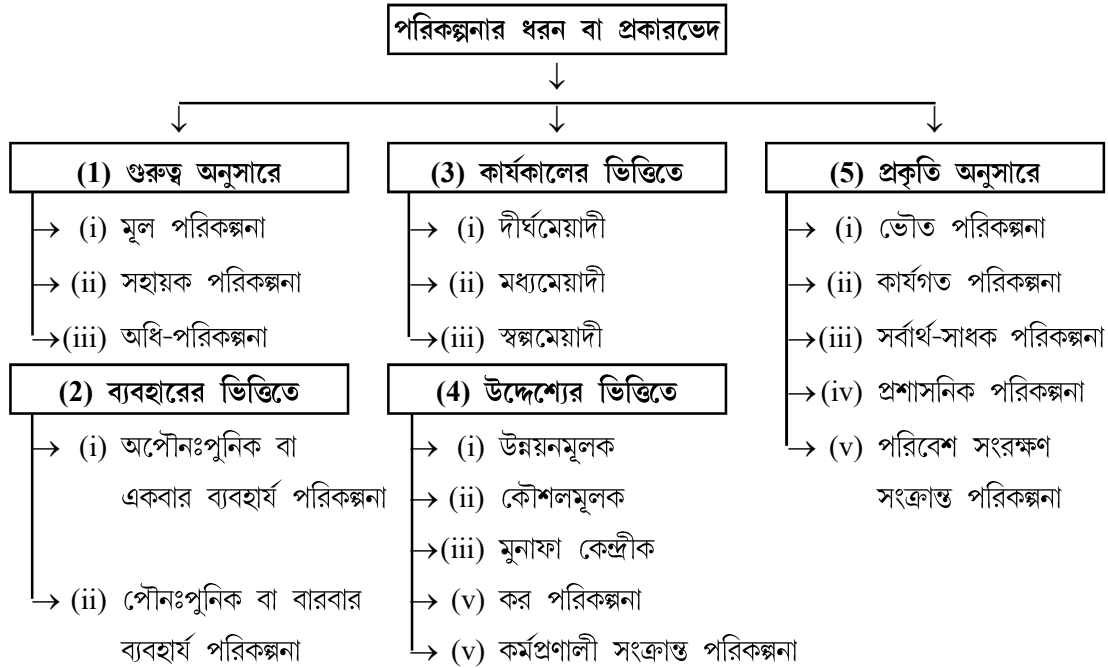 পরিকল্পনার ধরন বা প্রকারভেদ
(1) গুরুত্ব অনুসারে
(i) মূল পরিকল্পনা
(ii) সহায়ক পরিকল্পনা
(iii) অধি-পরিকল্পনা
(2) ব্যবহারের ভিত্তিতে
(i) অপৌনঃপুনিক বা
একবার ব্যবহার্য পরিকল্পনা
(ii) পৌনঃপুনিক বা বারবার
ব্যবহার্য পরিকল্পনা
(3) কার্যকালের ভিত্তিতে
(i) দীর্ঘমেয়াদী
(ii) মধ্যমেয়াদী
(iii) স্বল্পমেয়াদী
(4) উদ্দেশ্যের ভিত্তিতে
(i) উন্নয়নমূলক
(ii) কৌশলমূলক
(iii) মুনাফা কেন্দ্রীক
(v) কর পরিকল্পনা
(v) কর্মপ্রণালী সংক্রান্ত পরিকল্পনা
(5) প্রকৃতি অনুসারে
(i) ভৌত পরিকল্পনা
(ii) কার্যগত পরিকল্পনা
(iii) সর্বার্থ-সাধক পরিকল্পনা
(iv) প্রশাসনিক পরিকল্পনা
(v) পরিবেশ সংরক্ষণ
সংক্রান্ত পরিকল্পনা